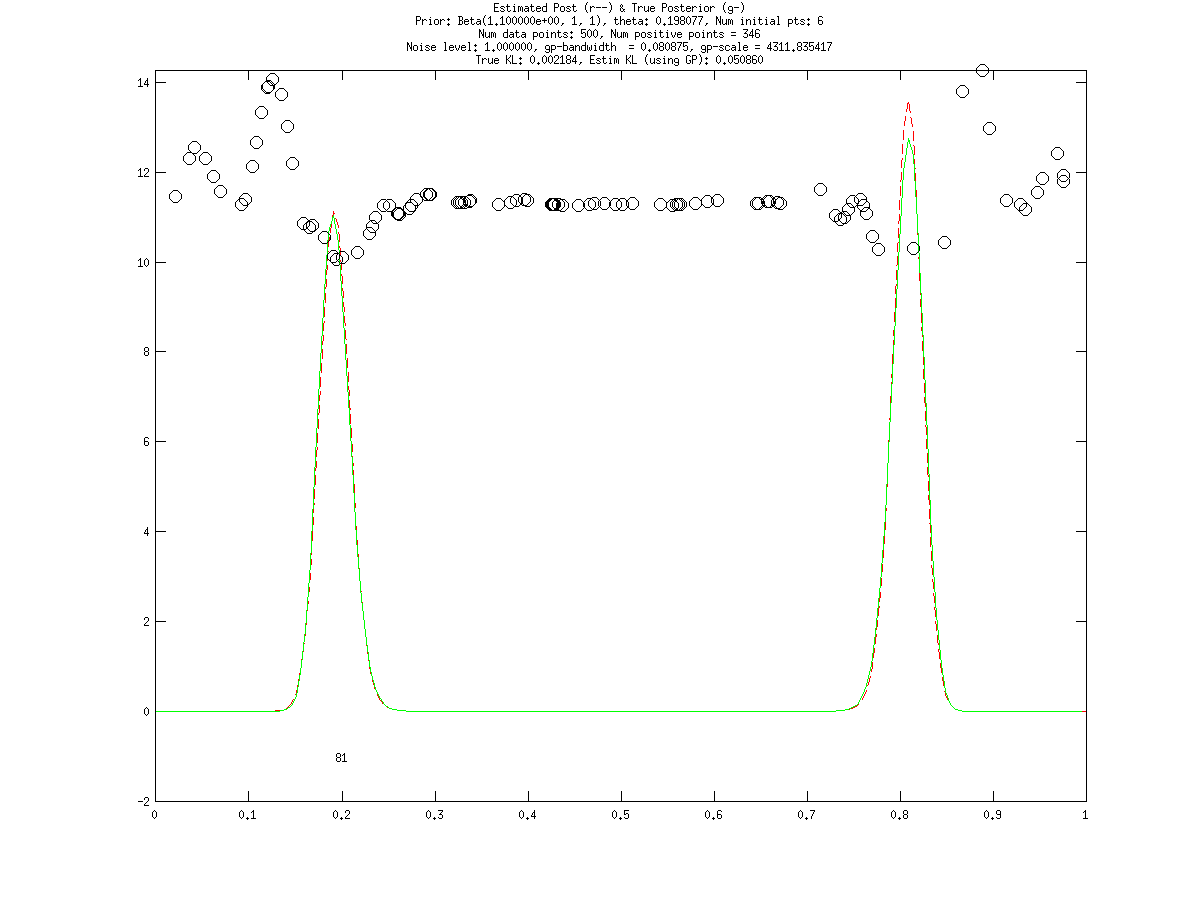 Estimated Post (r--) & True Posterior (g-)
Prior: Beta(1.100000e+00, 1, 1), theta: 0.198077, Num initial pts: 6
Num data points: 500, Num positive points = 346
Noise level: 1.000000, gp-bandwidth  = 0.080875, gp-scale = 4311.835417
True KL: 0.002184, Estim KL (using GP): 0.050860
14
12
10
8
6
4
2
0
81
-2
0 0.1 0.2 0.3 0.4 0.5 0.6 0.7 0.8 0.9 1